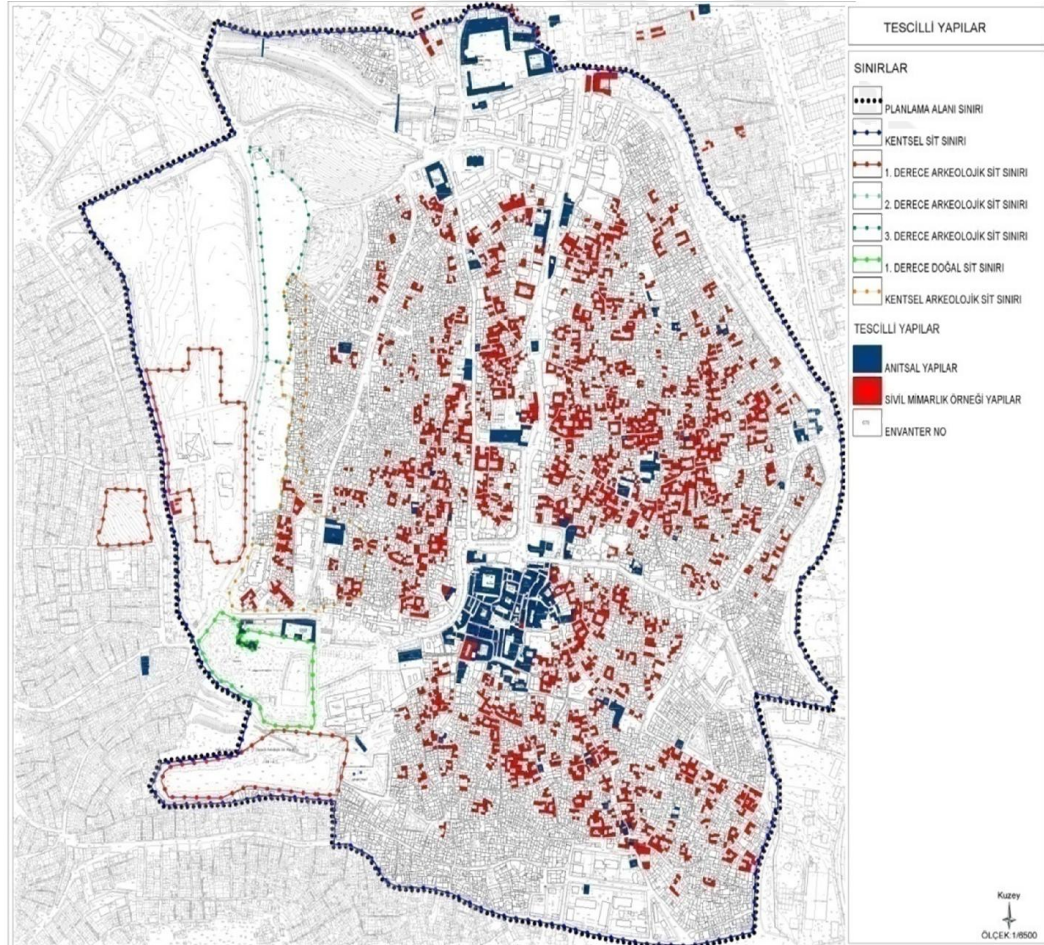 TESCİLLİ YAPILAR
SINIRLAR
PLANLAMA ALANI SINIRI
KENTSEL SİT SINIRI
1. DERECE ARKEOLOJİK SİT SINIRI
2. DERECE ARKEOLOJİK SİT SINIRI
3. DERECE ARKEOLOJİK SİT SINIRI
1. DERECE DOĞAL SİT SINIRI
KENTSEL ARKEOLOJİK SİT SINIRI
TESCİLLİ YAPILAR
ANITSAL YAPILAR
SİVİL MİMARLIK ÖRNEĞİ YAPILAR
ENVANTER NO
Kuzey
ÖLÇEK:1/6500